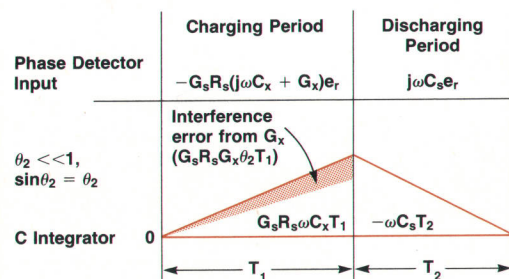 Charging Period
Discharging
Period
Phase Detector
Input
−GsRs(jωCx + Gx)er
jωCser
Interference
error from Gx
(GsRsGxθ2T1)
θ2 <<1,
sinθ2 = θ2
GsRsωCxT1
−ωCsT2
C Integrator
0
T1
T2